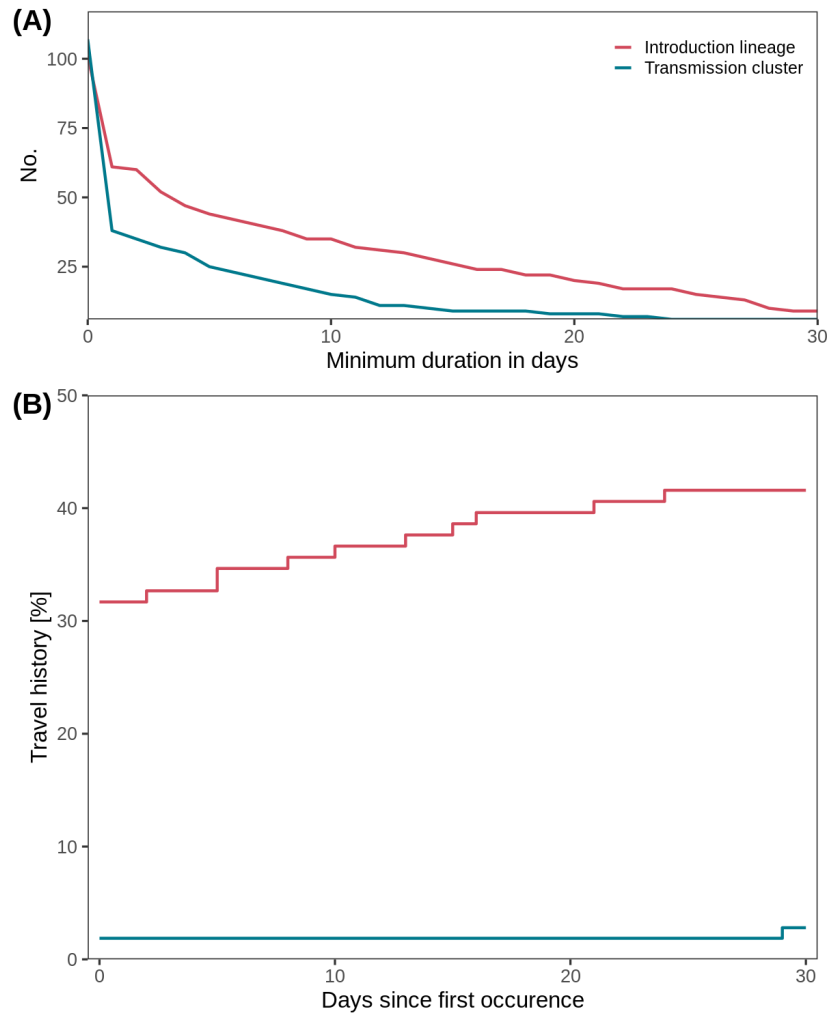 (A)
Introduction lineage
Transmission cluster
No.
100
75
50
25
0
10
20
30
Minimum duration in days
(B)
50
40
30
20
10
0
Travel history [%]
0
10
20
30
Days since first occurence